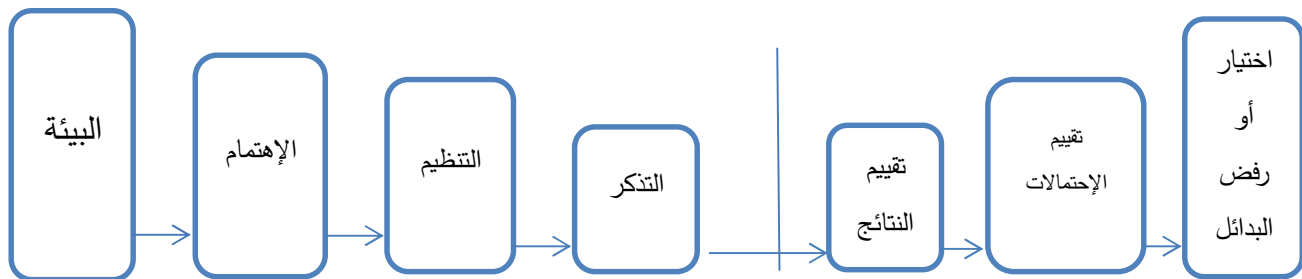 البيئة
الإهتمام
التنظيم
التذكر
تقييم
النتائج
تقييم
الإحتمالات
اختيار
أو
رفض
البدائل